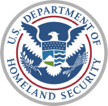 U.S. DEPARTMENT OF
HOMELAND SECURITY